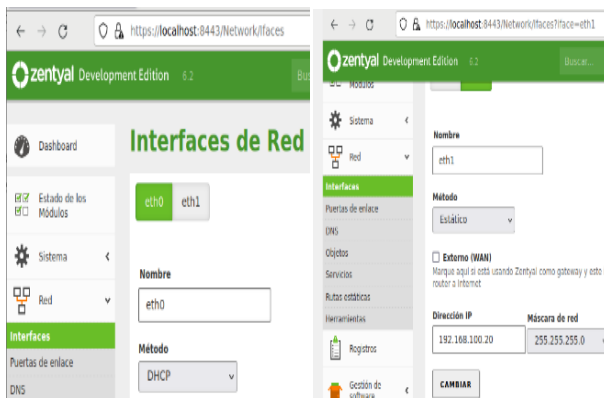 https://localhost:8443/Network/Ifaces
zentyal Development Edition 6.2
Bus
Dashboard
Estado de los
Módulos
Sistema
Red
Interfaces
Puertas de enlace
DNS
Interfaces de Red
eth0 eth1
Nombre
eth0
Método
DHCP
https://localhost:8443/Network/Ifaces?iface=eth1
zentyal Development Edition 6.2
Buscar...
Módulos
Sistema
Red
Interfaces
Puertas de enlace
DNS
Objetos
Servicios
Rutas estáticas
Herramientas
Registros
Gestión de
software
Nombre
eth1
Método
Estático
Externo (WAN)
Marque aquí si está usando Zentyal como gateway y este
router a Internet
Dirección IP Máscara de red
192.168.100.20 255.255.255.0
CAMBIAR